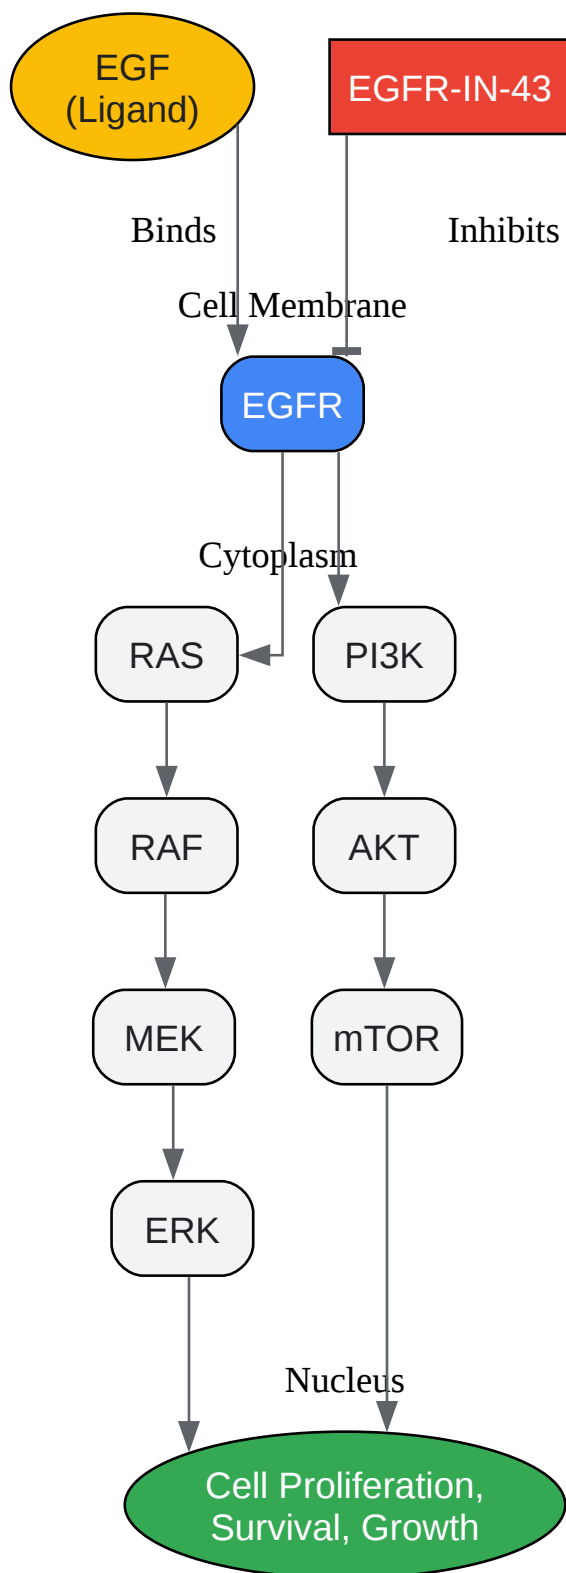 EGF
(Ligand)
EGFR-IN-43
Binds
Inhibits
Cell Membrane
EGFR
Cytoplasm
RAS
PI3K
RAF
AKT
MEK
mTOR
ERK
Nucleus
Cell Proliferation,
Survival, Growth